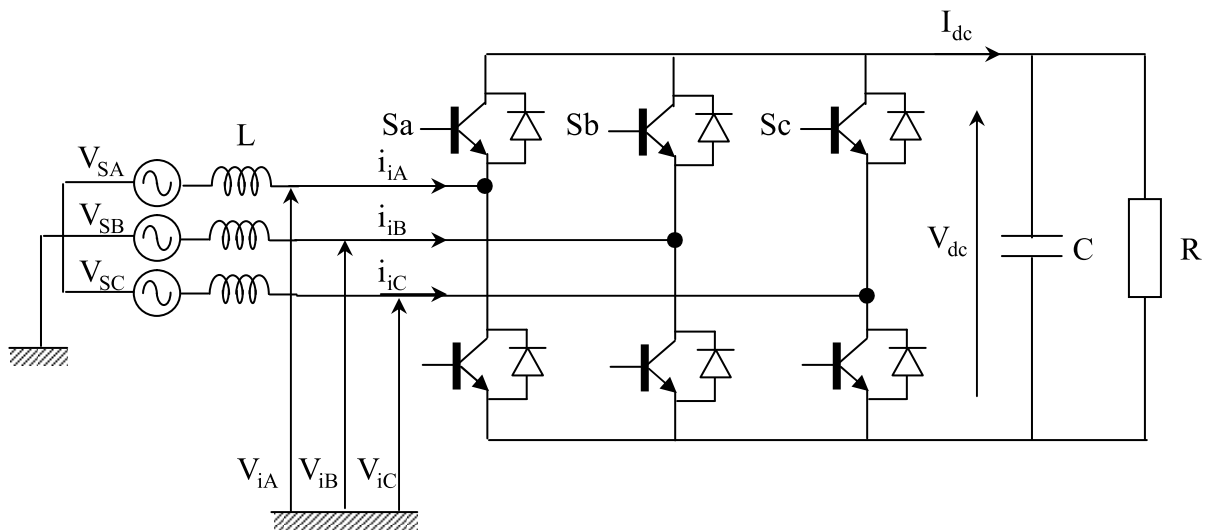 I_dc
Sa
Sb
Sc
L
V_SA
i_iA
V_SB
i_iB
V_dc
C
R
V_SC
i_iC
V_iA
V_iB
V_iC